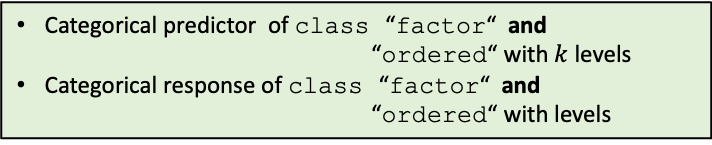 • Categorical predictor of class “factor“ and
“ordered“ with k levels
• Categorical response of class “factor“ and
“ordered“ with levels